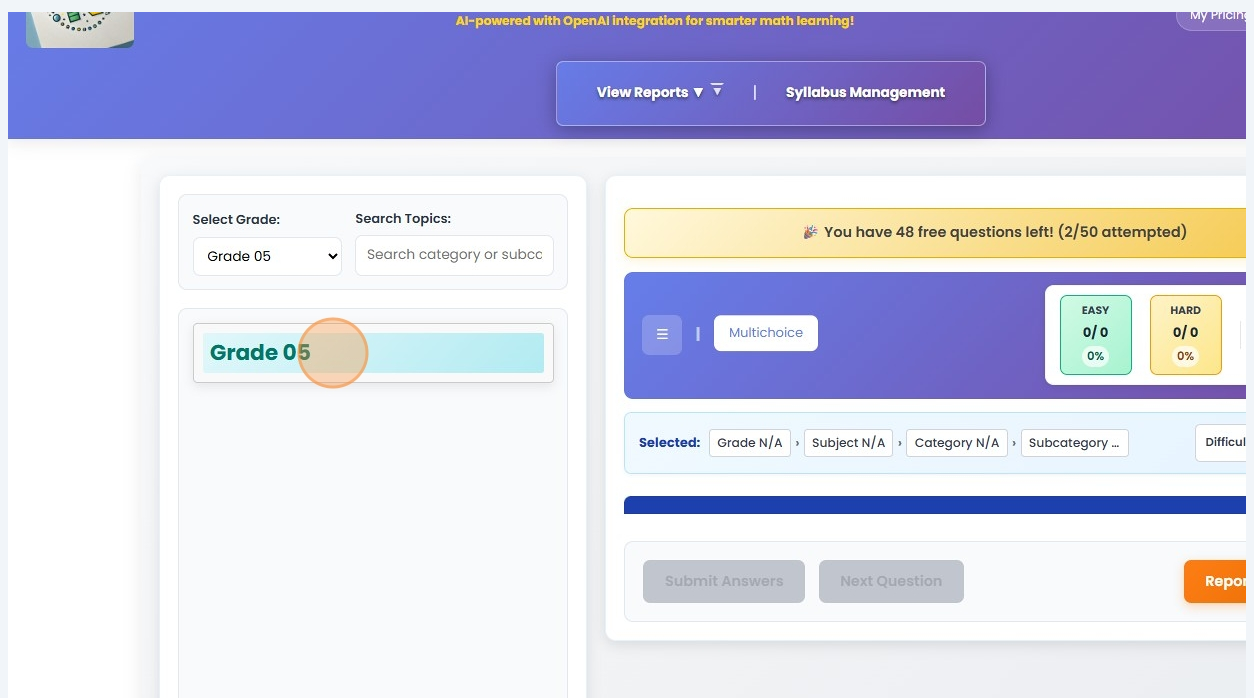 AI-powered with OpenAI integration for smarter math learning!
My Pricing
View Reports ▼ | Syllabus Management
Select Grade:
Search Topics:
Grade 05
Search category or subcc
Grade 05
🎉 You have 48 free questions left! (2/50 attempted)
☰ | Multichoice
EASY
0/ 0
0%
HARD
0/ 0
0%
Selected: Grade N/A › Subject N/A › Category N/A › Subcategory ...
Difficul
Submit Answers
Next Question
Repor